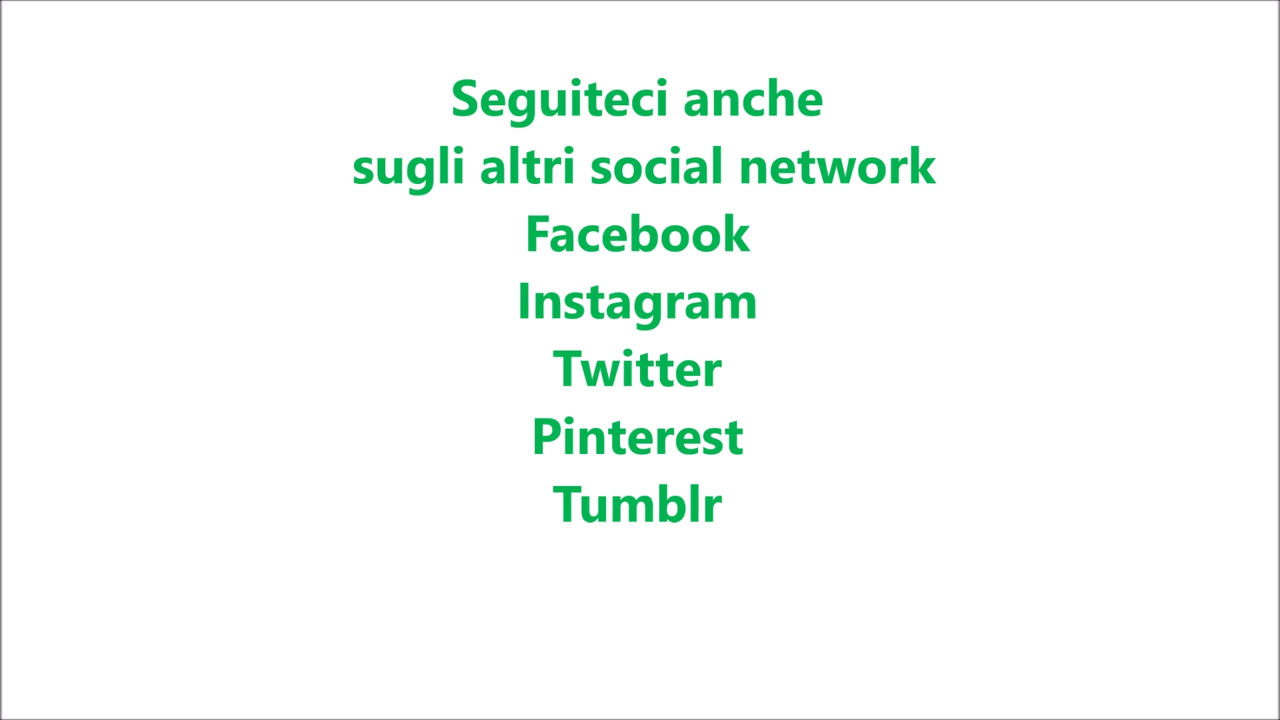 Seguiteci anche
sugli altri social network
Facebook
Instagram
Twitter
Pinterest
Tumblr